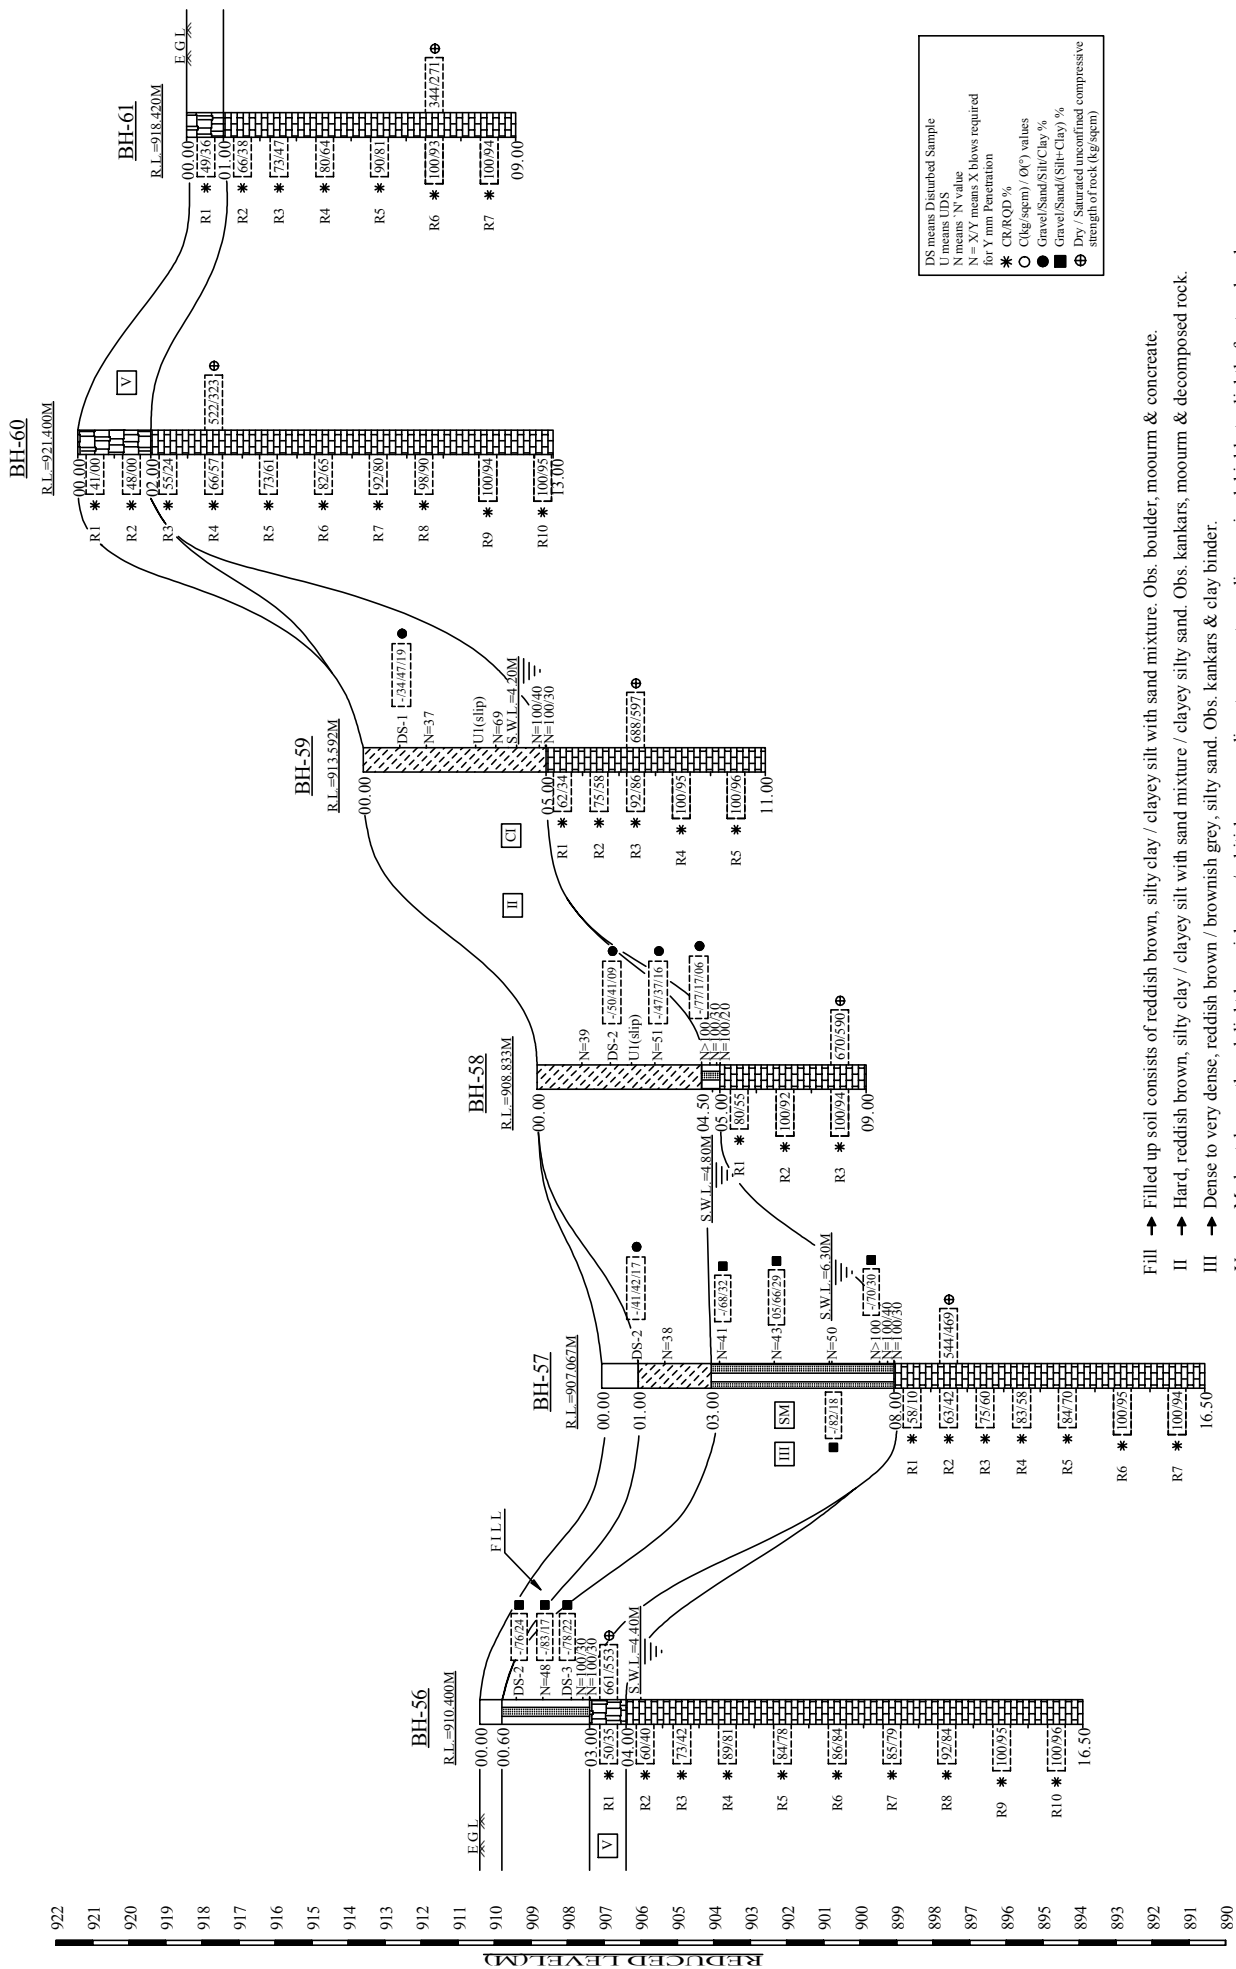 BH-56
R.L.=910.400M
00.00
00.60
03.00
04.00
16.50
E G L
V
F I L L
DS-2
-/76/24
N=48
-/83/17
DS-3
-/78/22
N=100/30
N=100/30
661/553
S.W.L.=4.40M
R1 50/35
R2 60/40
R3 73/42
R4 89/81
R5 84/78
R6 86/84
R7 85/79
R8 92/84
R9 100/95
R10 100/96
BH-57
R.L.=907.067M
00.00
01.00
03.00
08.00
16.50
DS-2
-/41/42/17
N=38
N=41
-/68/32
N=43
05/66/29
N=50
S.W.L.=6.30M
-/82/18
N>100
-/70/30
N=100/40
N=100/30
544/469
III
SM
R1 58/10
R2 63/42
R3 75/60
R4 83/58
R5 84/70
R6 100/95
R7 100/94
BH-58
R.L.=908.833M
00.00
04.50
05.00
09.00
N=39
DS-2
-/50/41/09
U1(slip)
N=51
-/47/37/16
-/77/17/06
N>100
N=100/30
N=100/20
670/590
S.W.L.=4.80M
R1 80/55
R2 100/92
R3 100/94
II
CI
BH-59
R.L.=913.592M
00.00
05.00
11.00
DS-1
-/34/47/19
N=37
U1(slip)
N=69
S.W.L.=4.20M
N=100/40
N=100/30
688/597
R1 62/34
R2 75/58
R3 92/86
R4 100/95
R5 100/96
BH-60
R.L.=921.400M
00.00
02.00
13.00
V
522/323
R1 41/00
R2 48/00
R3 55/24
R4 66/57
R5 73/61
R6 82/65
R7 92/80
R8 98/90
R9 100/94
R10 100/95
BH-61
R.L.=918.420M
00.00
01.00
09.00
E G L
344/271
R1 49/36
R2 66/38
R3 73/47
R4 80/64
R5 90/81
R6 100/93
R7 100/94
DS means Disturbed Sample
U means UDS
N means `N' value
N = X/Y means X blows required
for Y mm Penetration
CR/RQD %
C(kg/sqcm) / Ø(°) values
Gravel/Sand/Silt/Clay %
Gravel/Sand/(Silt+Clay) %
Dry / Saturated unconfined compressive
strength of rock (kg/sqcm)
Fill → Filled up soil consists of reddish brown, silty clay / clayey silt with sand mixture. Obs. boulder, moourm & concrete.
II → Hard, reddish brown, silty clay / clayey silt with sand mixture / clayey silty sand. Obs. kankars, moourm & decomposed rock.
III → Dense to very dense, reddish brown / brownish grey, silty sand. Obs. kankars & clay binder.
REDUCED LEVEL(M)
922
921
920
919
918
917
916
915
914
913
912
911
910
909
908
907
906
905
904
903
902
901
900
899
898
897
896
895
894
893
892
891
890